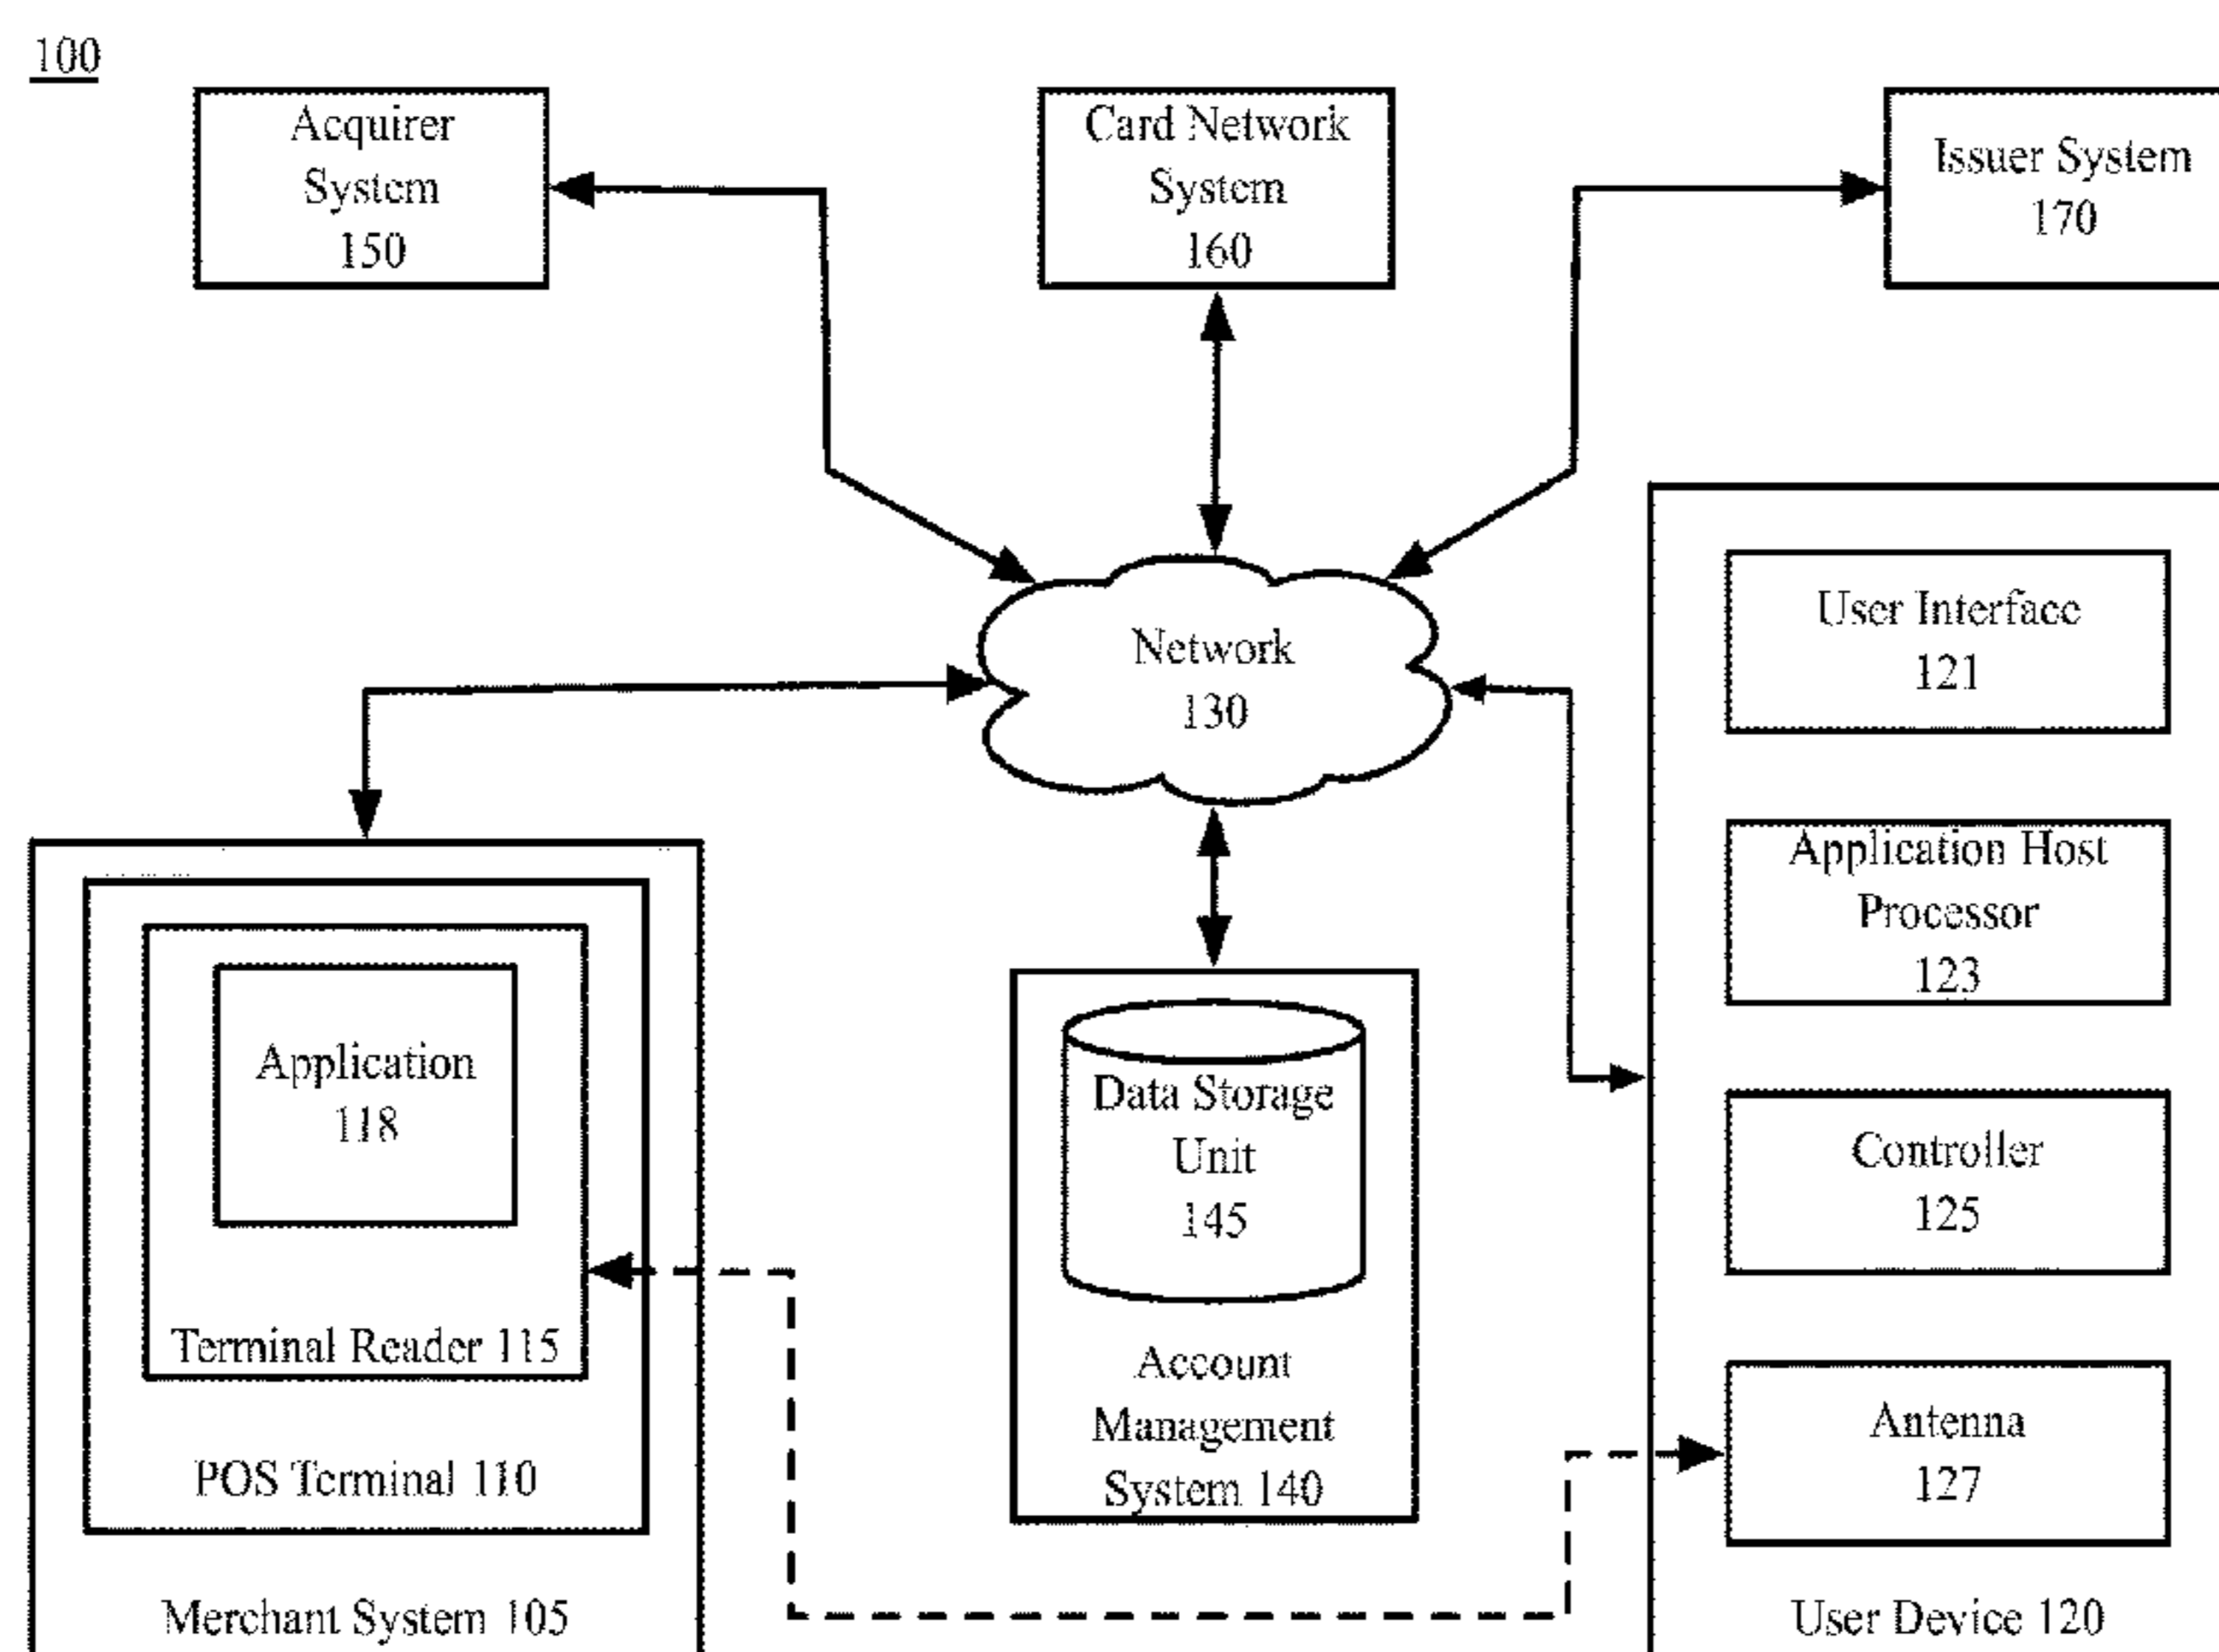 100
Acquirer
System
150
Card Network
System
160
Issuer System
170
Network
130
User Interface
121
Application Host
Processor
123
Controller
125
Antenna
127
User Device 120
Application
118
Terminal Reader 115
POS Terminal 110
Merchant System 105
Data Storage
Unit
145
Account
Management
System 140